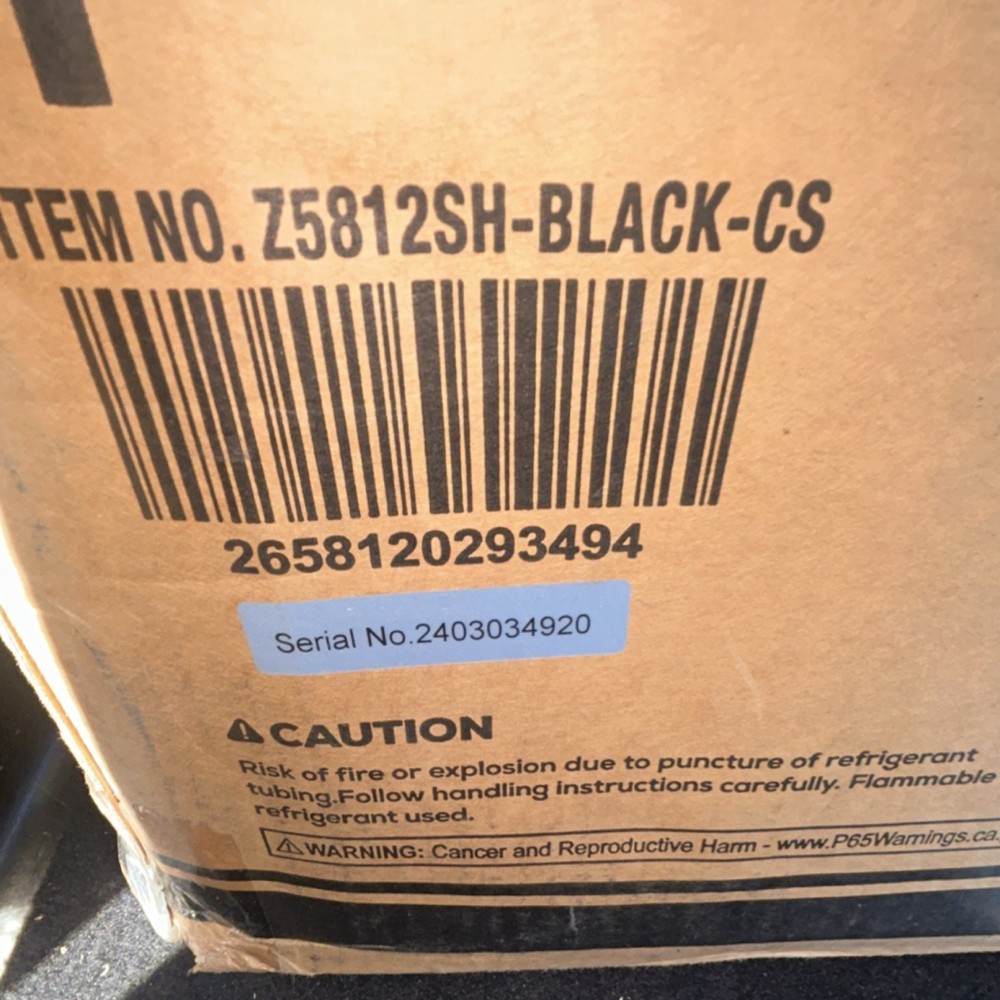 ITEM NO. Z5812SH-BLACK-CS
2658120293494
Serial No.2403034920
CAUTION
Risk of fire or explosion due to puncture of refrigerant
tubing.Follow handling instructions carefully. Flammable
refrigerant used.
WARNING: Cancer and Reproductive Harm - www.P65Warnings.ca.